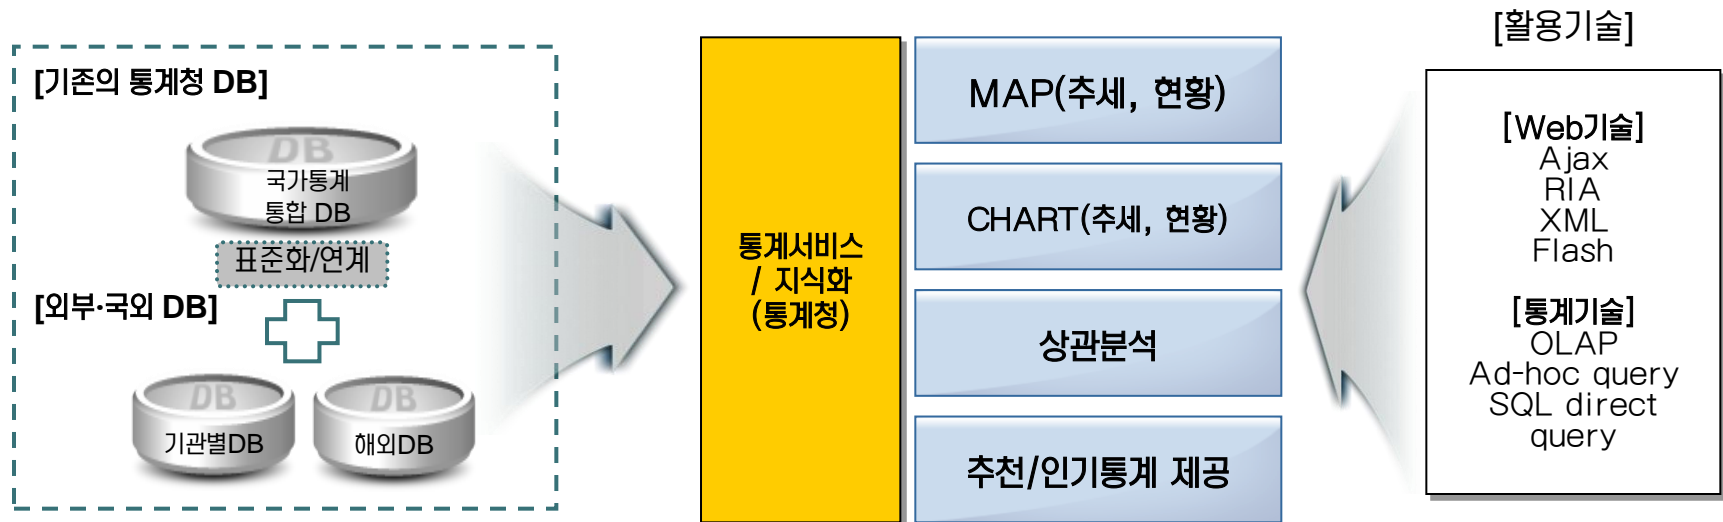 [기존의 통계청 DB]
DB
국가통계
통합 DB
표준화/연계
[외부·국외 DB]
DB
기관별DB
DB
해외DB
통계서비스
/ 지식화
(통계청)
MAP(추세, 현황)
CHART(추세, 현황)
상관분석
추천/인기통계 제공
[활용기술]
[Web기술]
Ajax
RIA
XML
Flash
[통계기술]
OLAP
Ad-hoc query
SQL direct
query